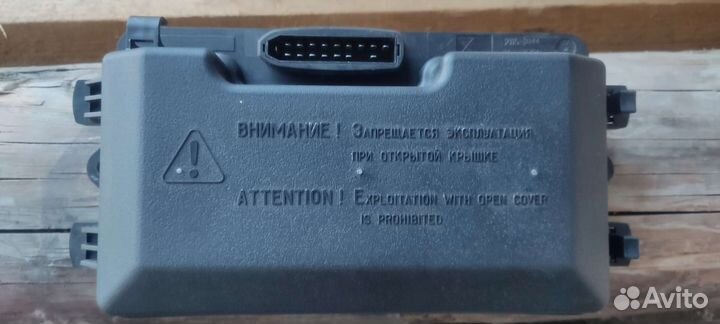 ВНИМАНИЕ! ЗАПРЕЩАЕТСЯ ЭКСПЛУАТАЦИЯ
ПРИ ОТКРЫТОЙ КРЫШКЕ
ATTENTION! EXPLOITATION WITH OPEN COVER
IS PROHIBITED
Avito